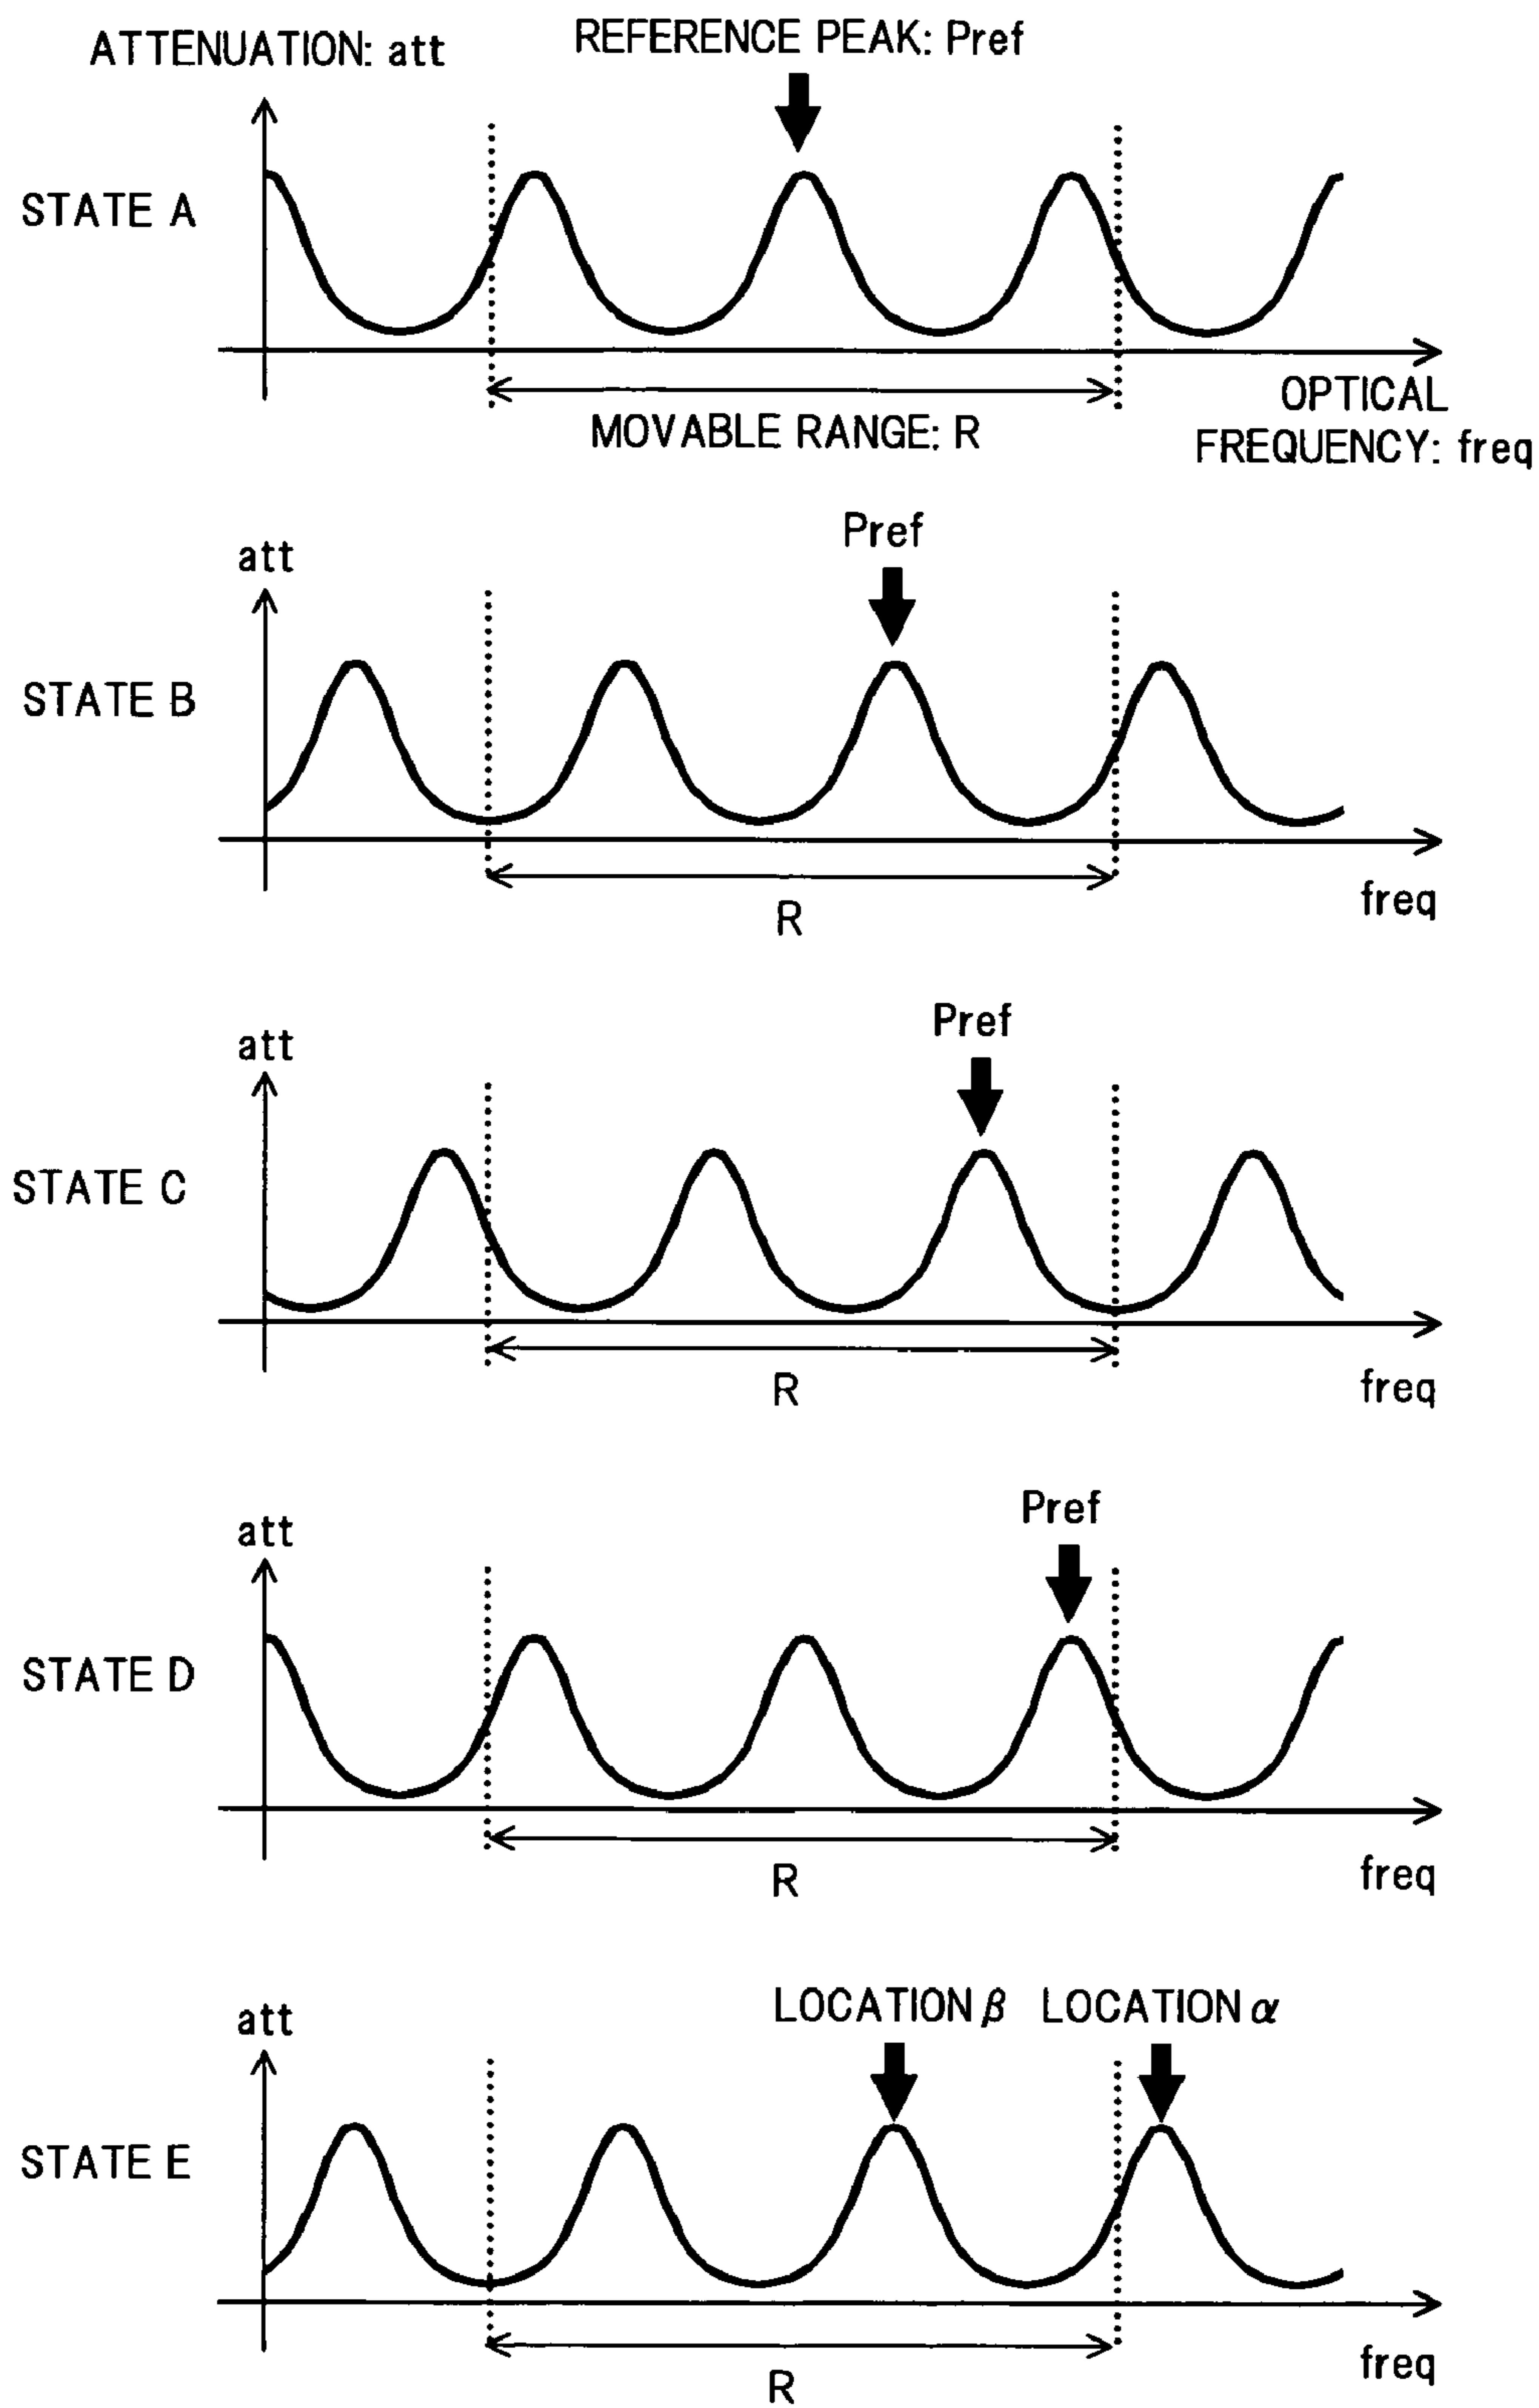 ATTENUATION: att
REFERENCE PEAK: Pref
STATE A
MOVABLE RANGE: R
OPTICAL
FREQUENCY: freq
Pref
att
STATE B
R
freq
Pref
att
STATE C
R
freq
Pref
att
STATE D
R
freq
LOCATION β
LOCATION α
att
STATE E
R
freq